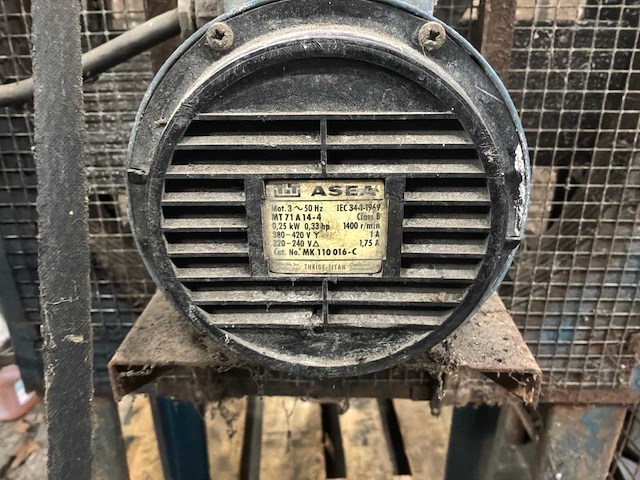 ASEA
Mot. 3 ~ 50 Hz IEC 34-1-1969
MT 71 A 14-4 Class B
0,25 kW 0,33 hp 1400 r/min
380-420 V Y 1 A
220-240 V △ 1,75 A
Cat. No. MK 110 016-C
THRIGE-TITAN